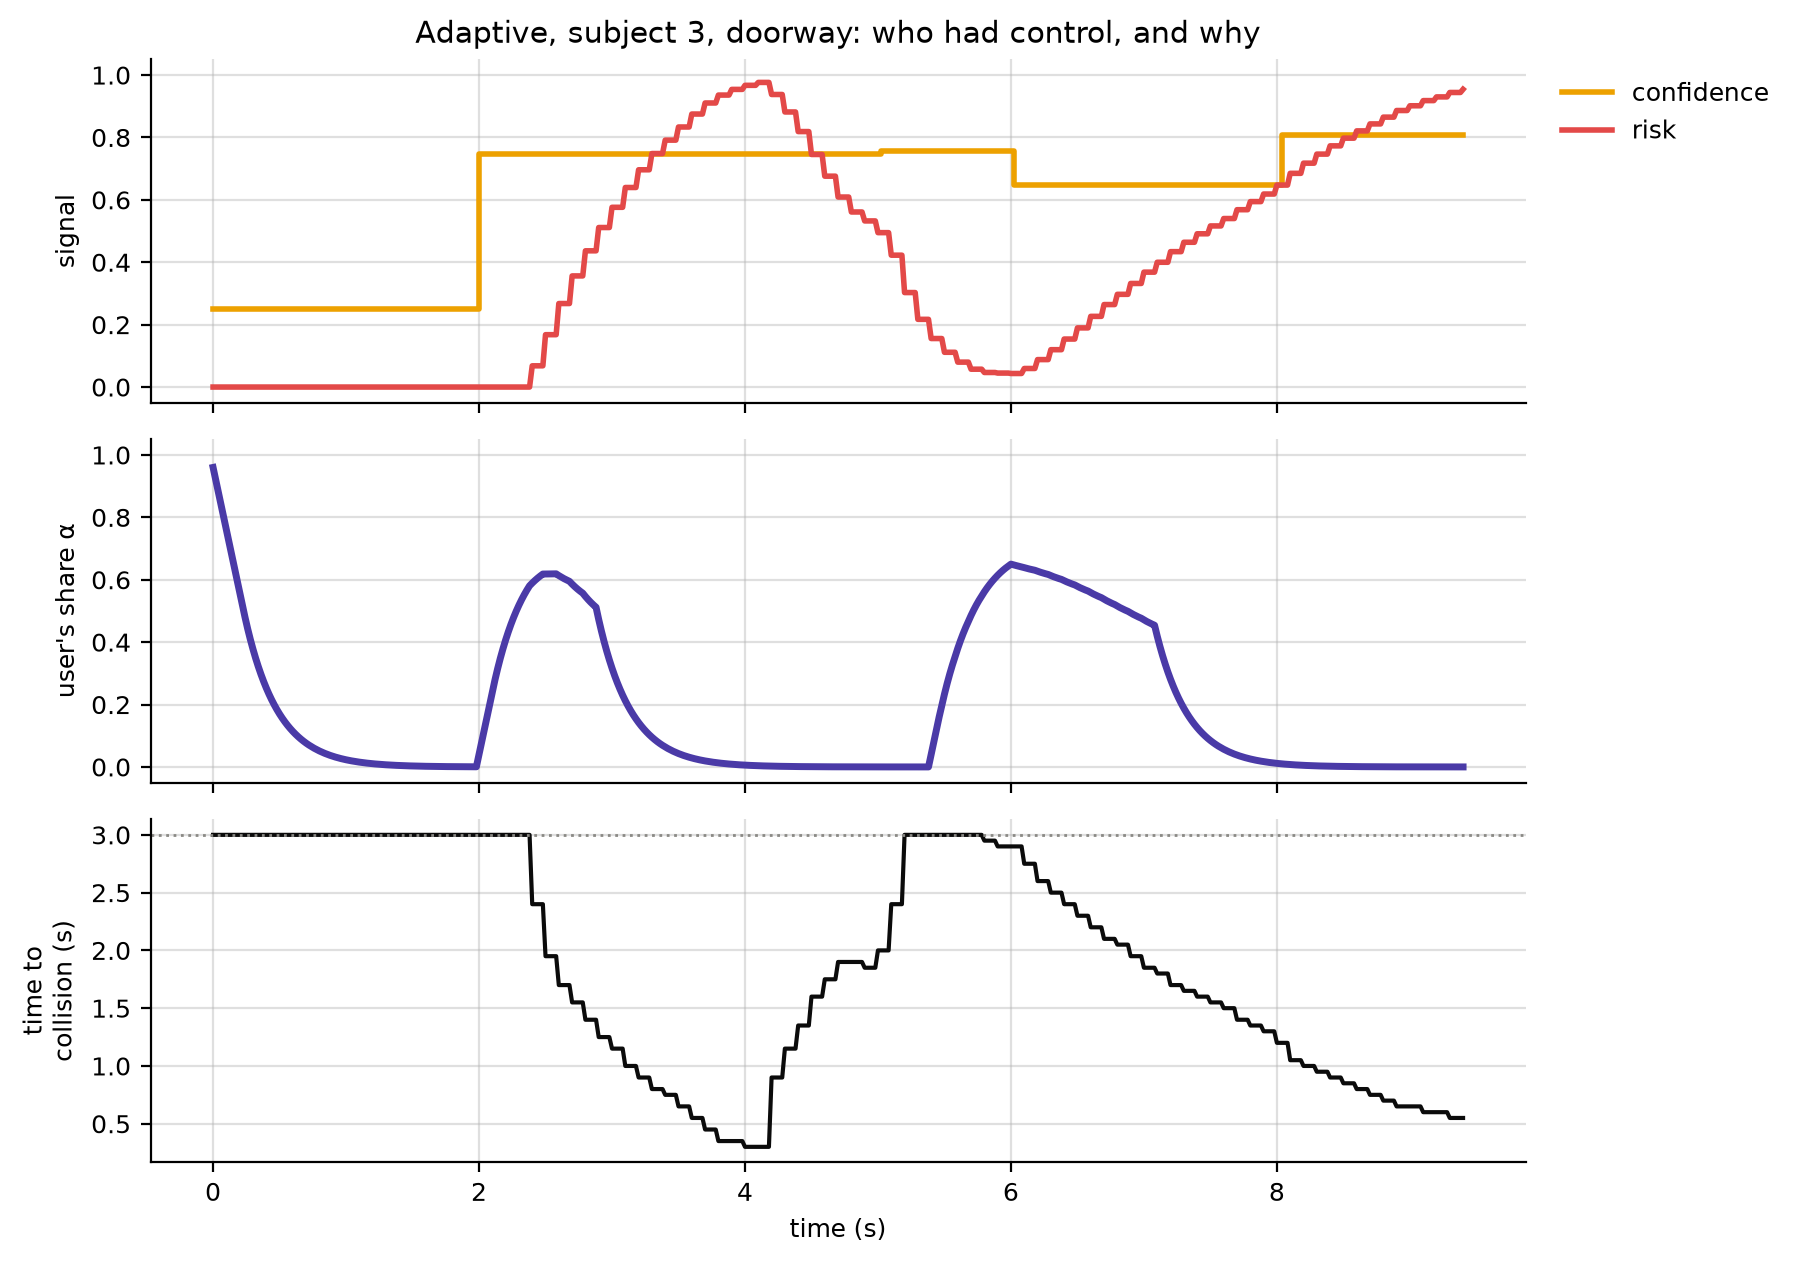 Adaptive, subject 3, doorway: who had control, and why
confidence
risk
signal
1.0
0.8
0.6
0.4
0.2
0.0
user's share α
1.0
0.8
0.6
0.4
0.2
0.0
time to
collision (s)
3.0
2.5
2.0
1.5
1.0
0.5
0 2 4 6 8
time (s)